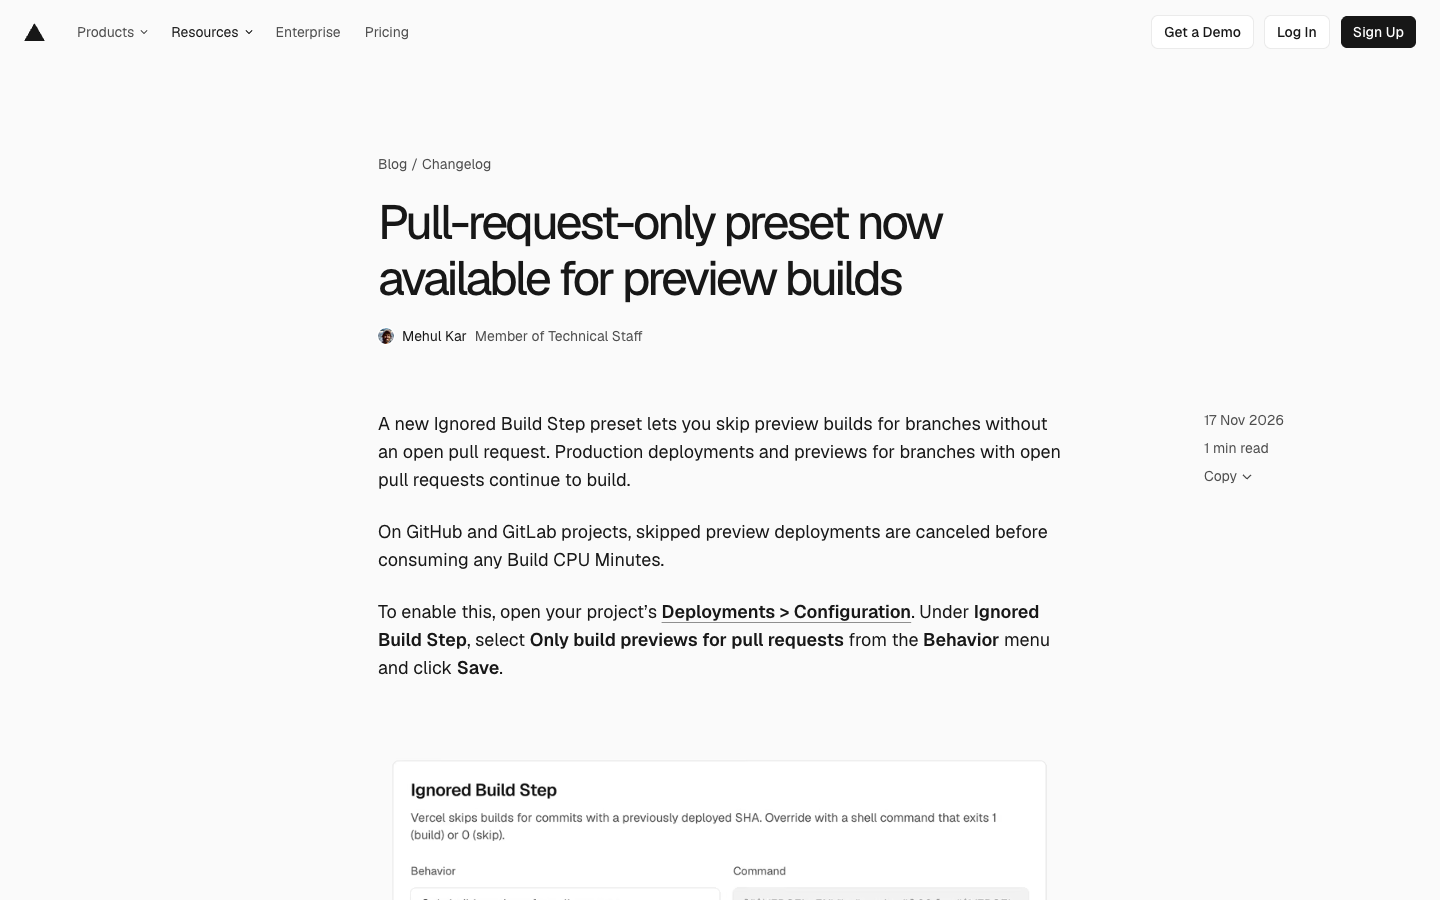 Products
Resources
Enterprise
Pricing
Get a Demo
Log In
Sign Up
Blog / Changelog
Pull-request-only preset now
available for preview builds
Mehul Kar Member of Technical Staff
A new Ignored Build Step preset lets you skip preview builds for branches without
an open pull request. Production deployments and previews for branches with open
pull requests continue to build.
On GitHub and GitLab projects, skipped preview deployments are canceled before
consuming any Build CPU Minutes.
To enable this, open your project’s Deployments > Configuration. Under Ignored
Build Step, select Only build previews for pull requests from the Behavior menu
and click Save.
17 Nov 2026
1 min read
Copy
Ignored Build Step
Vercel skips builds for commits with a previously deployed SHA. Override with a shell command that exits 1
(build) or 0 (skip).
Behavior
Command